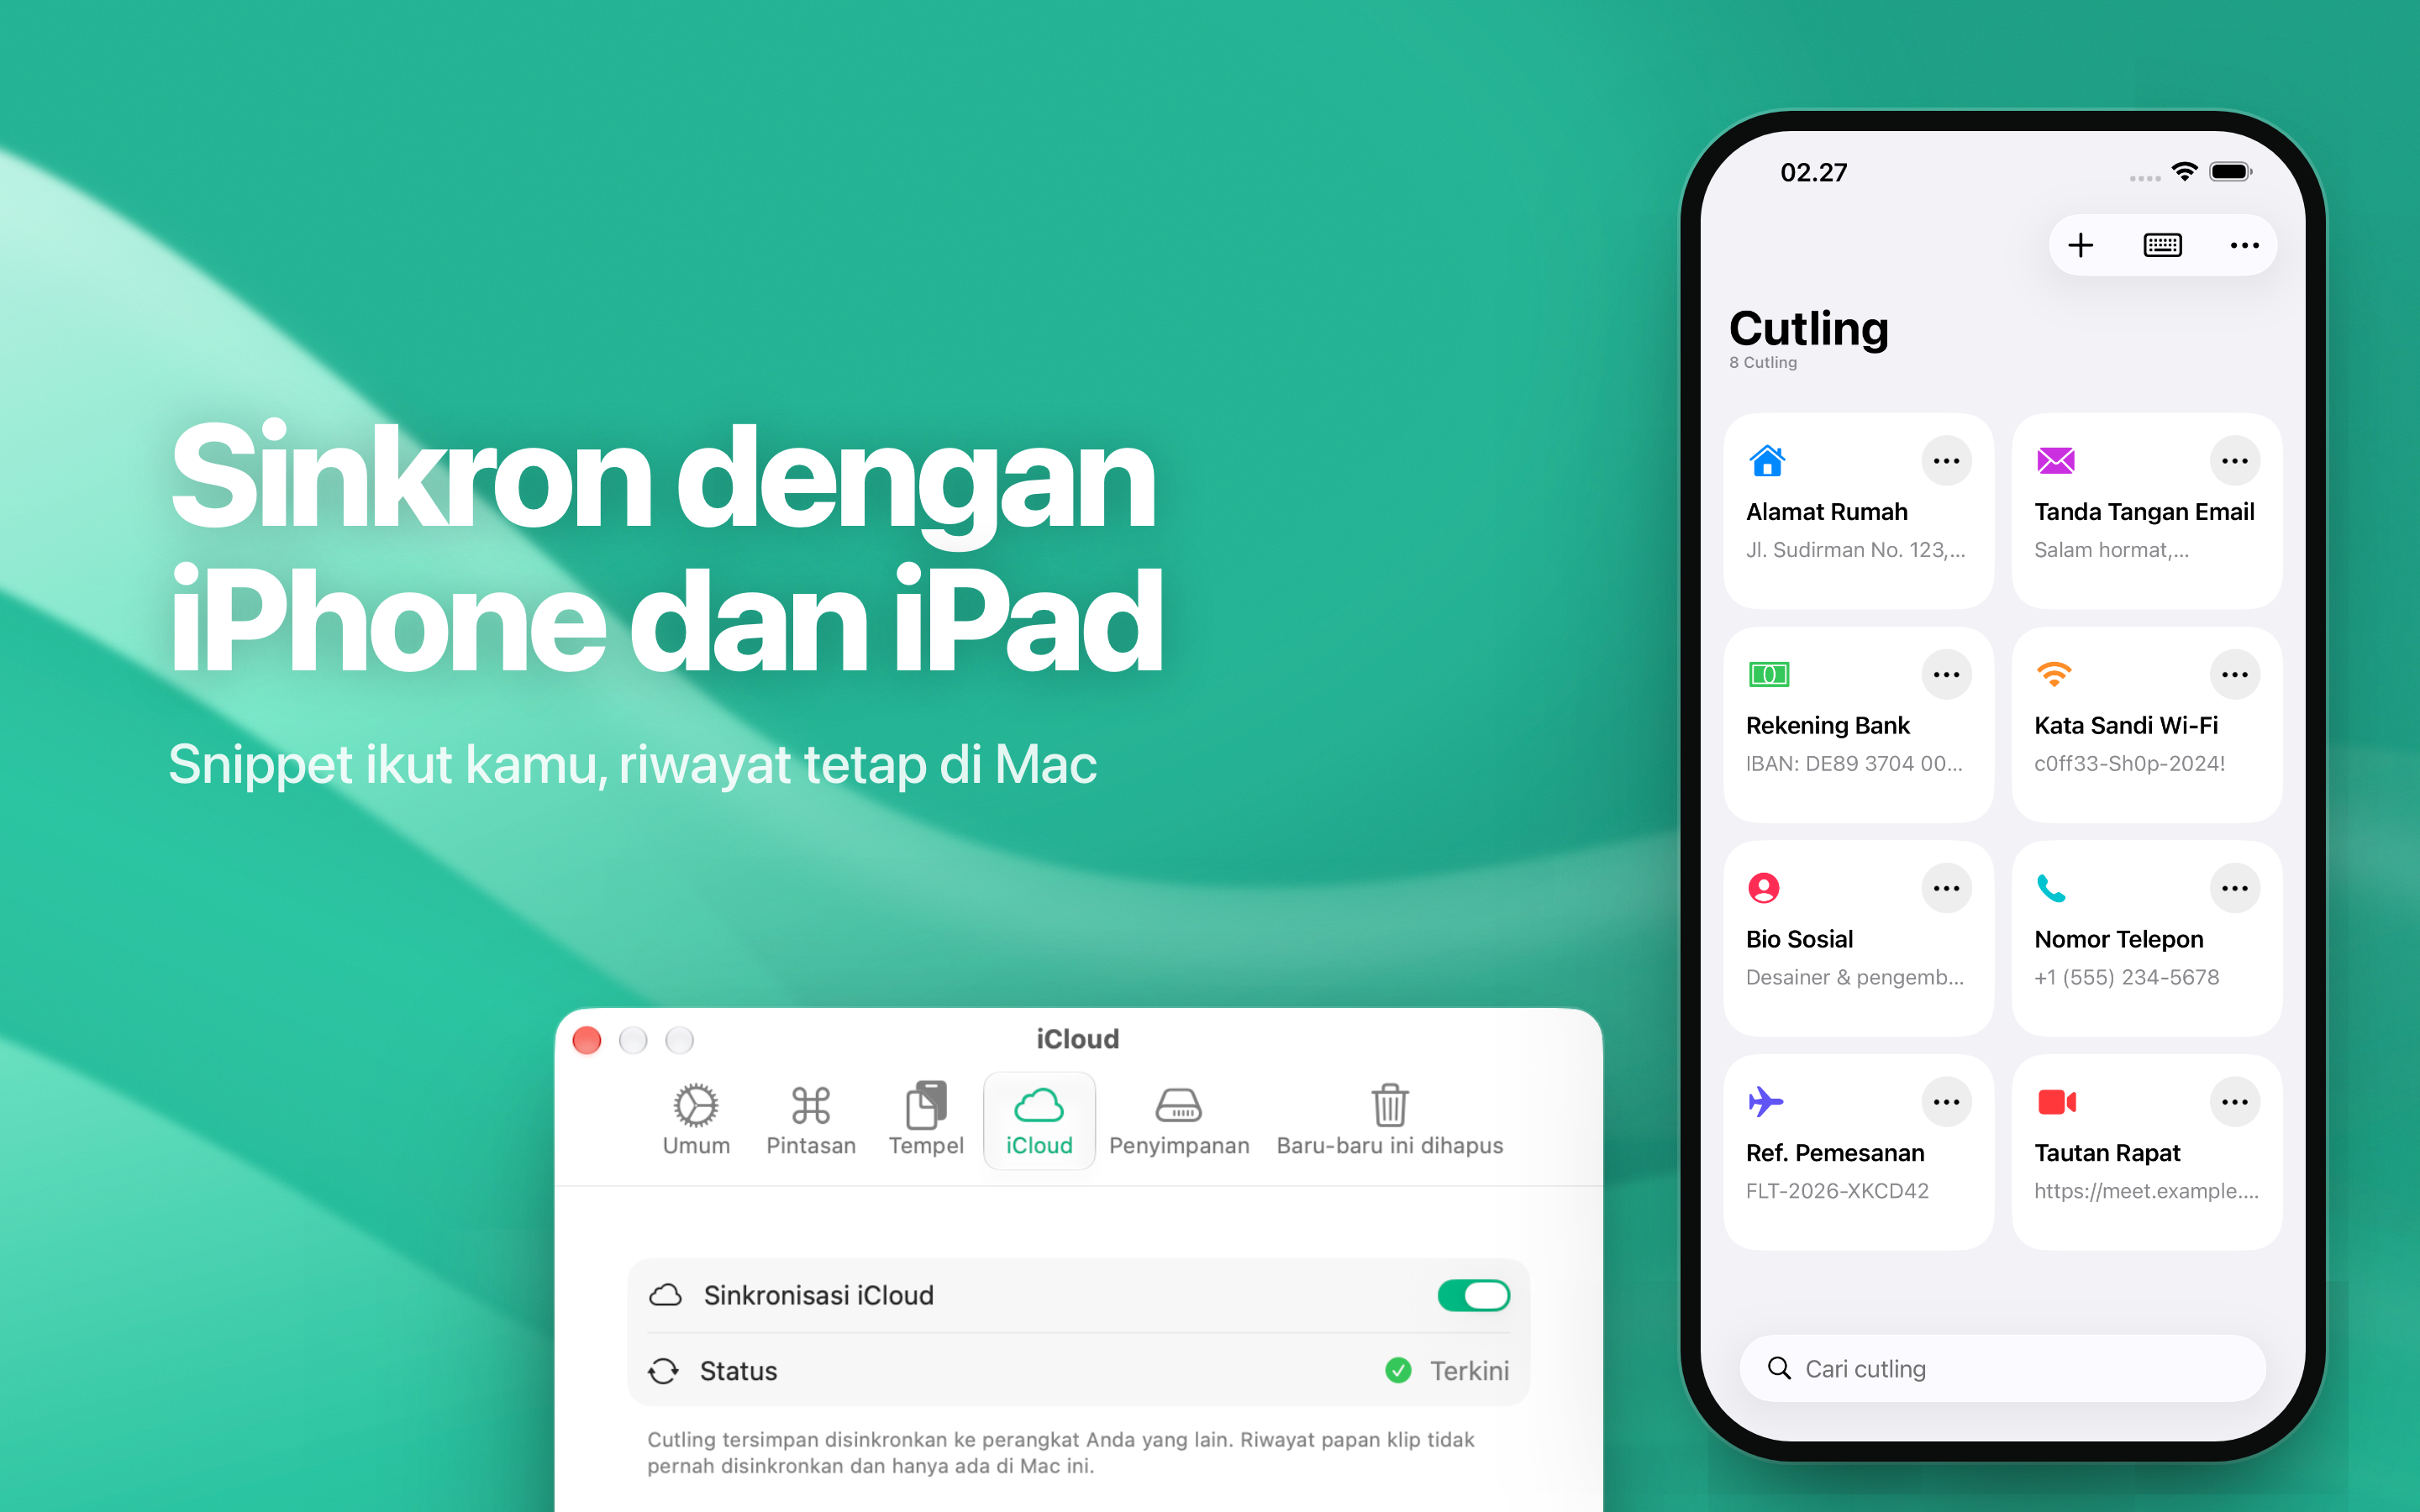 Sinkron dengan
iPhone dan iPad
Snippet ikut kamu, riwayat tetap di Mac
iCloud
Umum
Pintasan
Tempel
iCloud
Penyimpanan
Baru-baru ini dihapus
Sinkronisasi iCloud
Status
Terkini
Cutling tersimpan disinkronkan ke perangkat Anda yang lain. Riwayat papan klip tidak
pernah disinkronkan dan hanya ada di Mac ini.
02.27
Cutling
8 Cutling
Alamat Rumah
Jl. Sudirman No. 123,...
Tanda Tangan Email
Salam hormat,...
Rekening Bank
IBAN: DE89 3704 00...
Kata Sandi Wi-Fi
c0ff33-Sh0p-2024!
Bio Sosial
Desainer & pengemb...
Nomor Telepon
+1 (555) 234-5678
Ref. Pemesanan
FLT-2026-XKCD42
Tautan Rapat
https://meet.example....
Cari cutling